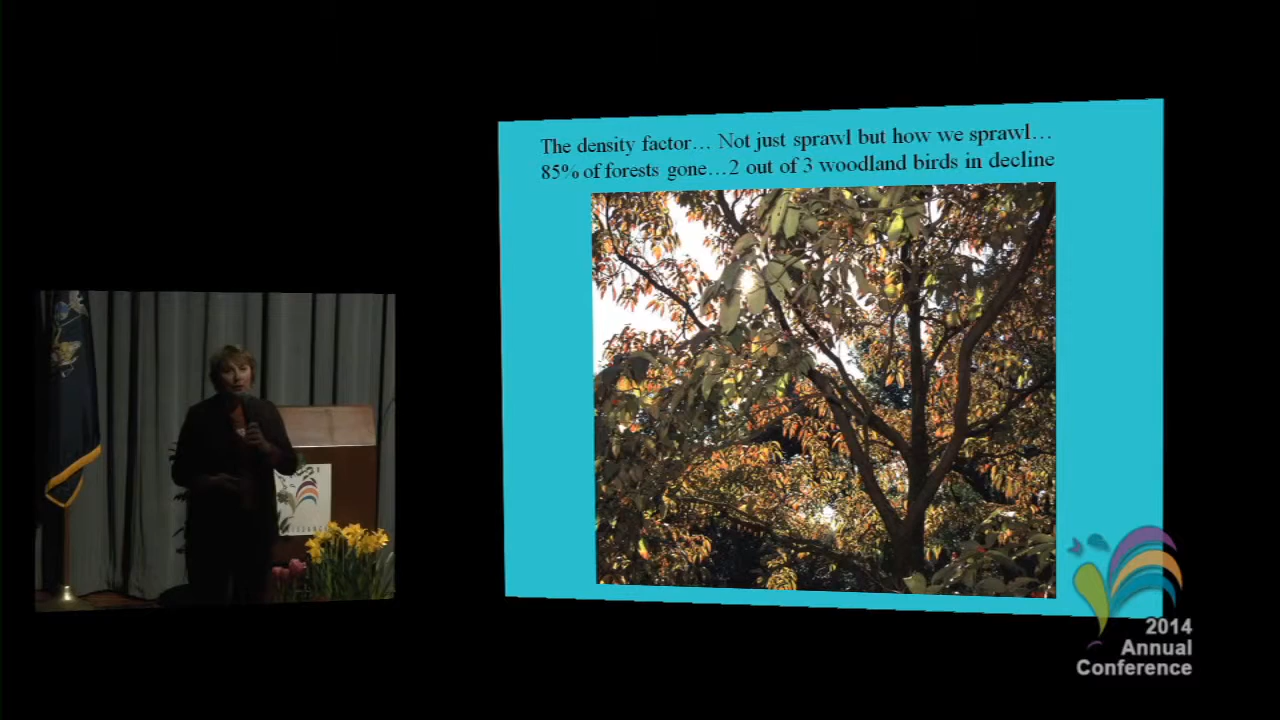 The density factor… Not just sprawl but how we sprawl…
85% of forests gone…2 out of 3 woodland birds in decline
2014
Annual
Conference